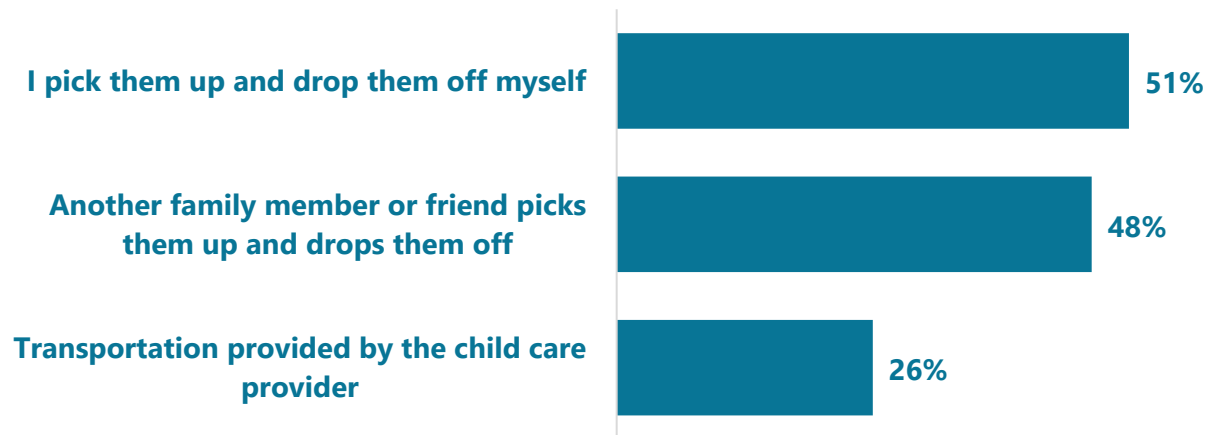 I pick them up and drop them off myself
51%
Another family member or friend picks
them up and drops them off
48%
Transportation provided by the child care
provider
26%